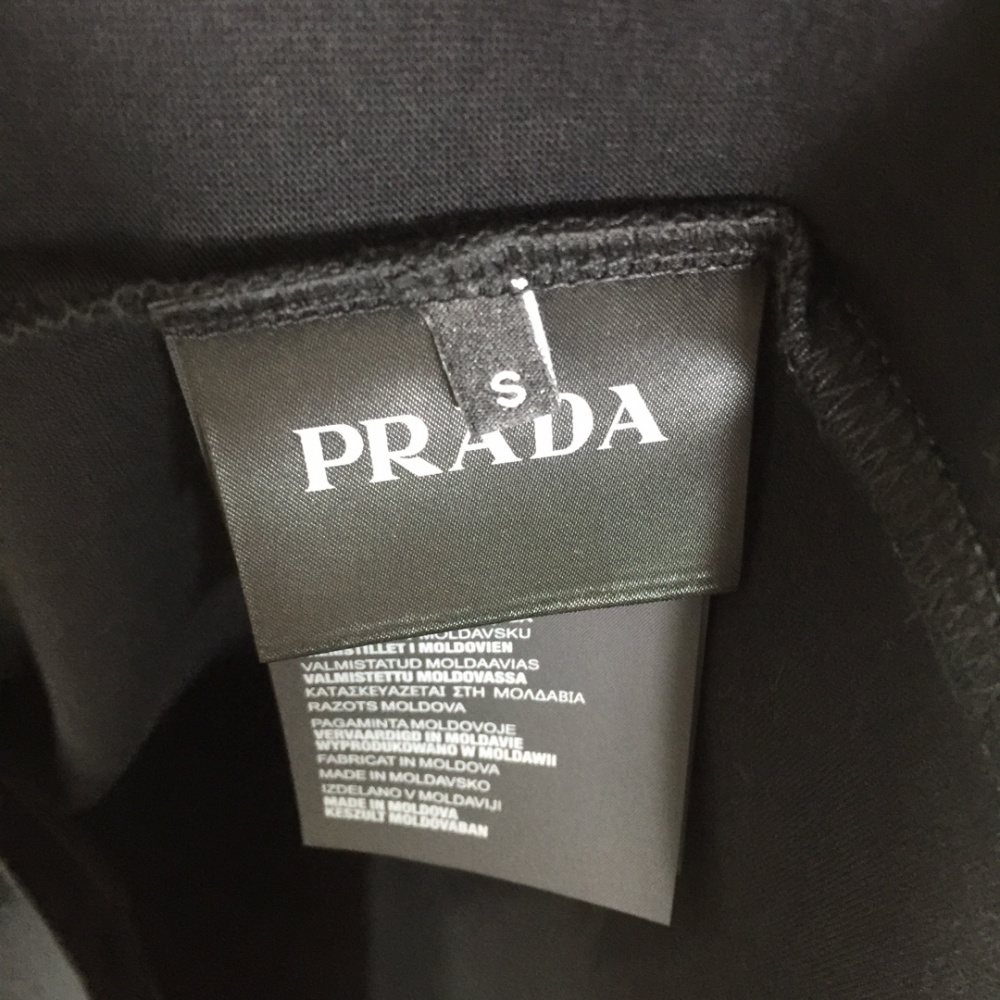 S
PRADA
MOLDAVSKU
FREMSTILLET I MOLDOVIEN
VALMISTATUD MOLDAAVIAS
VALMISTETTU MOLDOVASSA
ΚΑΤΑΣΚΕΥΑΖΕΤΑΙ ΣΤΗ ΜΟΛΔΑΒΙΑ
RAZOTS MOLDOVA
PAGAMINTA MOLDOVOJE
VERVAARDIGD IN MOLDAVIE
WYPRODUKOWANO W MOLDAWII
FABRICAT IN MOLDOVA
MADE IN MOLDAVSKO
IZDELANO V MOLDAVIJI
MADE IN MOLDOVA
KESZULT MOLDOVABAN